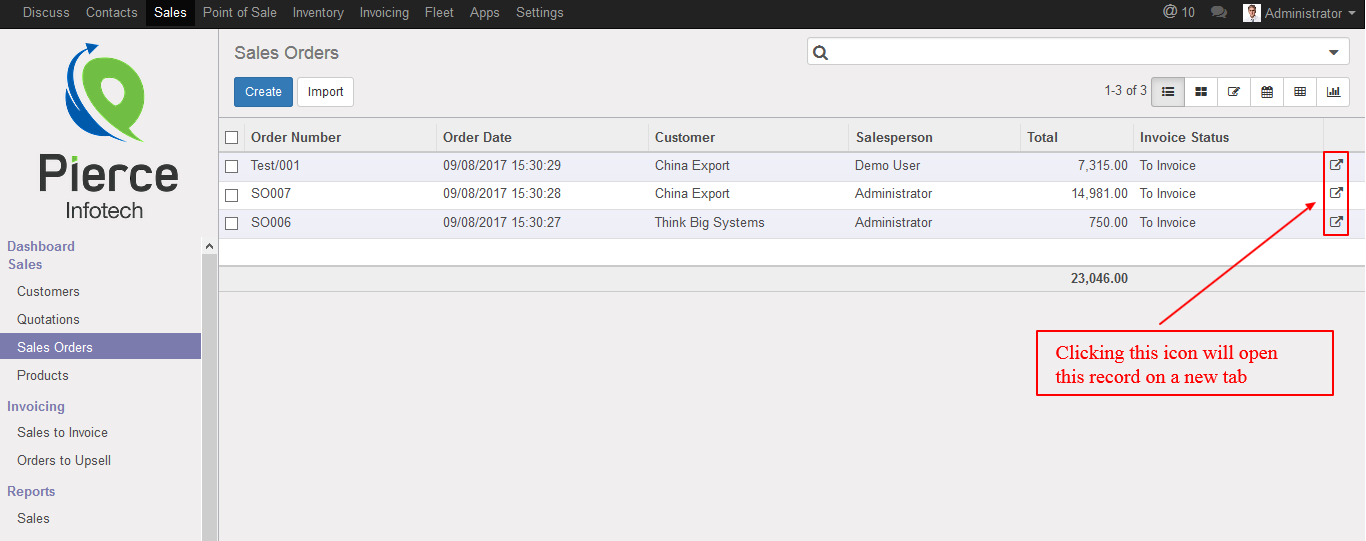 Discuss Contacts Sales Point of Sale Inventory Invoicing Fleet Apps Settings @ 10 Administrator
Sales Orders
Create Import 1-3 of 3
Pierce
Infotech
Order Number Order Date Customer Salesperson Total Invoice Status
Test/001 09/08/2017 15:30:29 China Export Demo User 7,315.00 To Invoice
SO007 09/08/2017 15:30:28 China Export Administrator 14,981.00 To Invoice
SO006 09/08/2017 15:30:27 Think Big Systems Administrator 750.00 To Invoice
23,046.00
Dashboard
Sales
Customers
Quotations
Sales Orders
Products
Invoicing
Sales to Invoice
Orders to Upsell
Reports
Sales
Clicking this icon will open
this record on a new tab